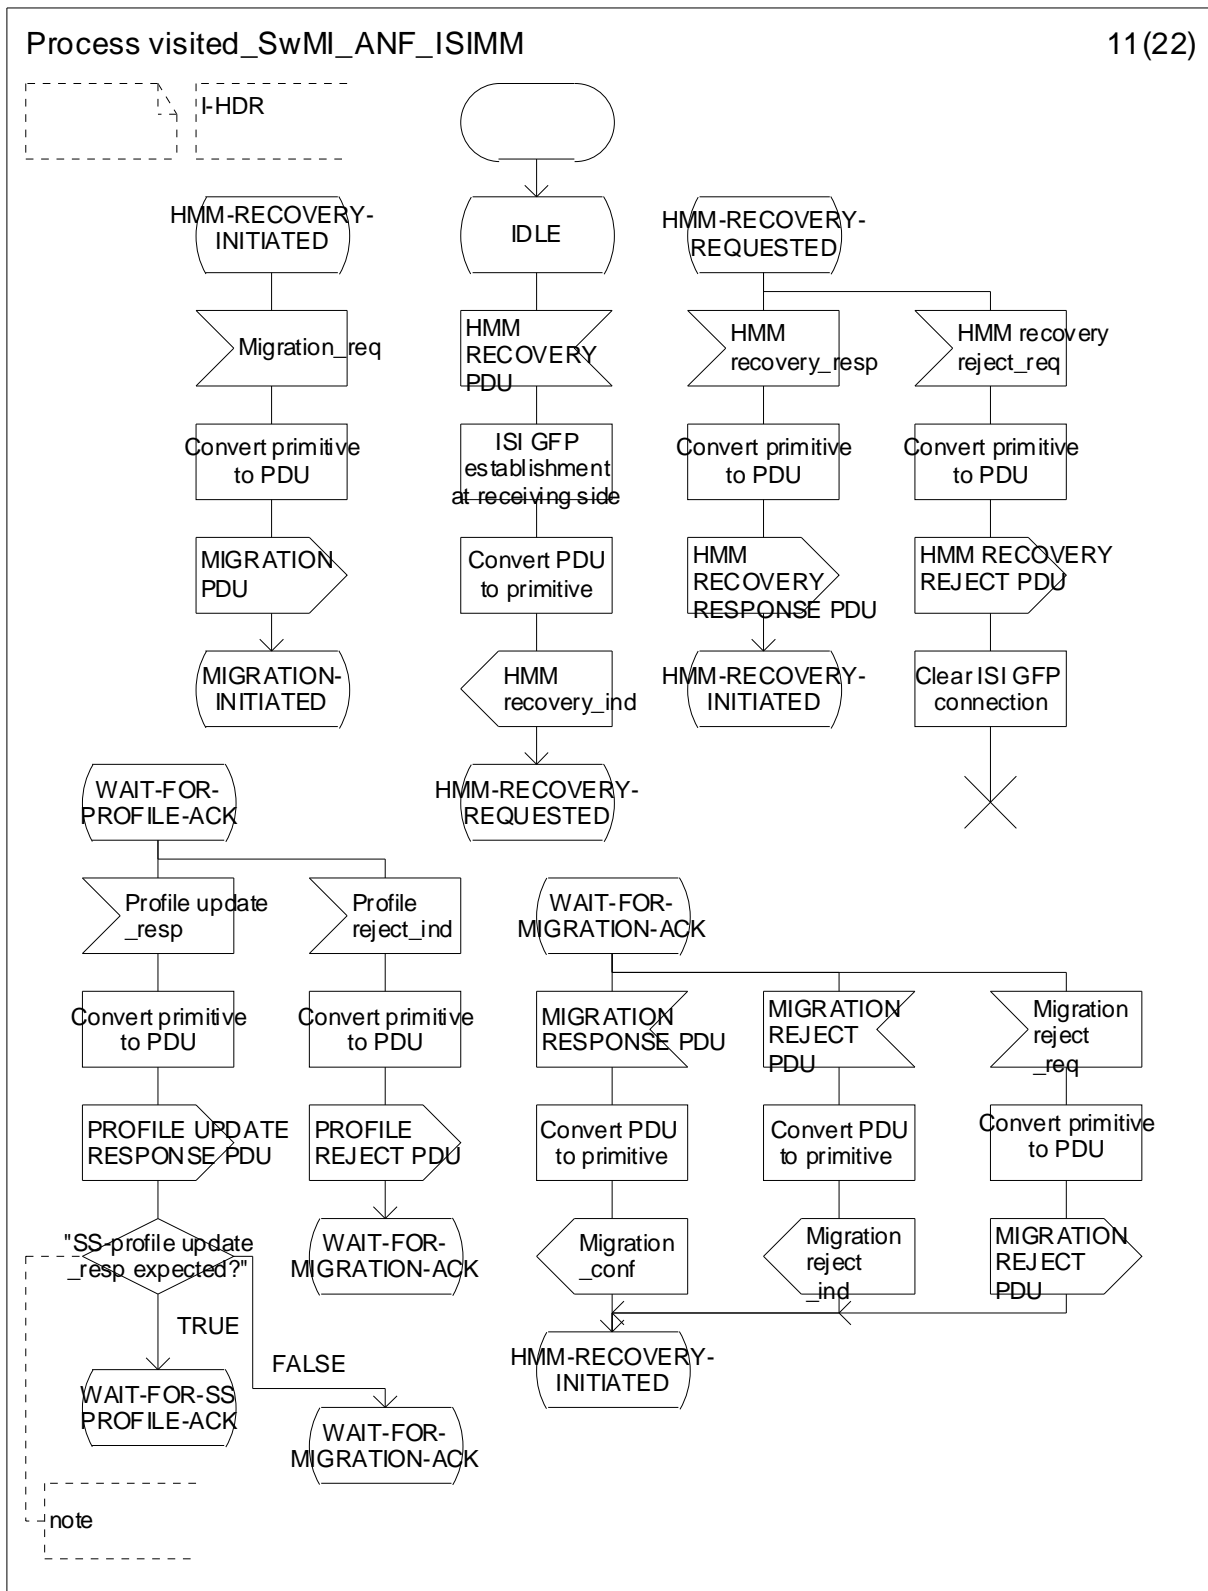 Process visited_SwMI_ANF_ISIMM
11(22)
I-HDR
HMM-RECOVERY-
INITIATED
Migration_req
Convert primitive
to PDU
MIGRATION
PDU
MIGRATION-
INITIATED
IDLE
HMM
RECOVERY
PDU
ISI GFP
establishment
at receiving side
Convert PDU
to primitive
HMM
recovery_ind
HMM-RECOVERY-
REQUESTED
HMM-RECOVERY-
REQUESTED
HMM
recovery_resp
Convert primitive
to PDU
HMM
RECOVERY
RESPONSE PDU
HMM-RECOVERY-
INITIATED
HMM recovery
reject_req
Convert primitive
to PDU
HMM RECOVERY
REJECT PDU
Clear ISI GFP
connection
WAIT-FOR-
PROFILE-ACK
Profile update
_resp
Convert primitive
to PDU
PROFILE UPDATE
RESPONSE PDU
"SS-profile update
_resp expected?"
TRUE
FALSE
WAIT-FOR-SS
PROFILE-ACK
note
Profile
reject_ind
Convert primitive
to PDU
PROFILE
REJECT PDU
WAIT-FOR-
MIGRATION-ACK
WAIT-FOR-
MIGRATION-ACK
WAIT-FOR-
MIGRATION-ACK
MIGRATION
RESPONSE PDU
Convert PDU
to primitive
Migration
_conf
HMM-RECOVERY-
INITIATED
MIGRATION
REJECT
PDU
Convert PDU
to primitive
Migration
reject
_ind
Migration
reject
_req
Convert primitive
to PDU
MIGRATION
REJECT
PDU